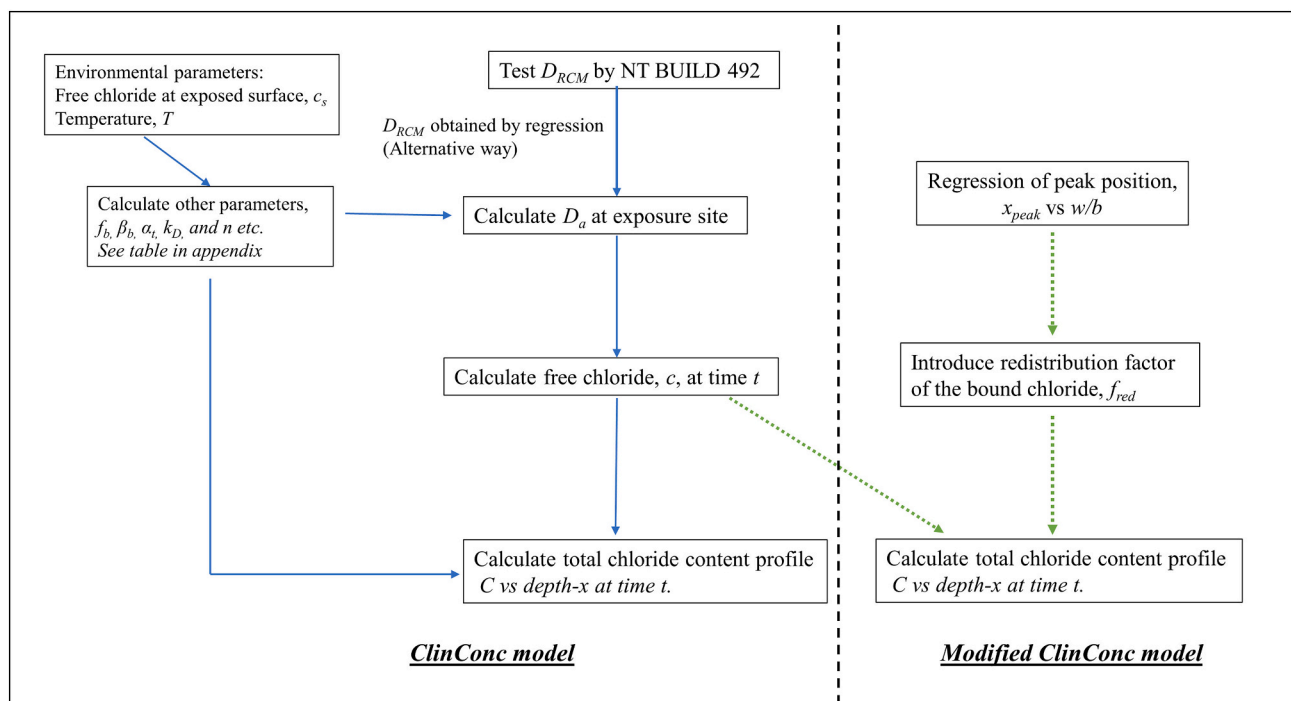 Environmental parameters:
Free chloride at exposed surface, cs
Temperature, T
Test DRCM by NT BUILD 492
DRCM obtained by regression
(Alternative way)
Calculate other parameters,
fb, βb, αt, kD, and n etc.
See table in appendix
Calculate Da at exposure site
Calculate free chloride, c, at time t
Calculate total chloride content profile
C vs depth-x at time t.
ClinConc model
Regression of peak position,
xpeak vs w/b
Introduce redistribution factor
of the bound chloride, fred
Calculate total chloride content profile
C vs depth-x at time t.
Modified ClinConc model